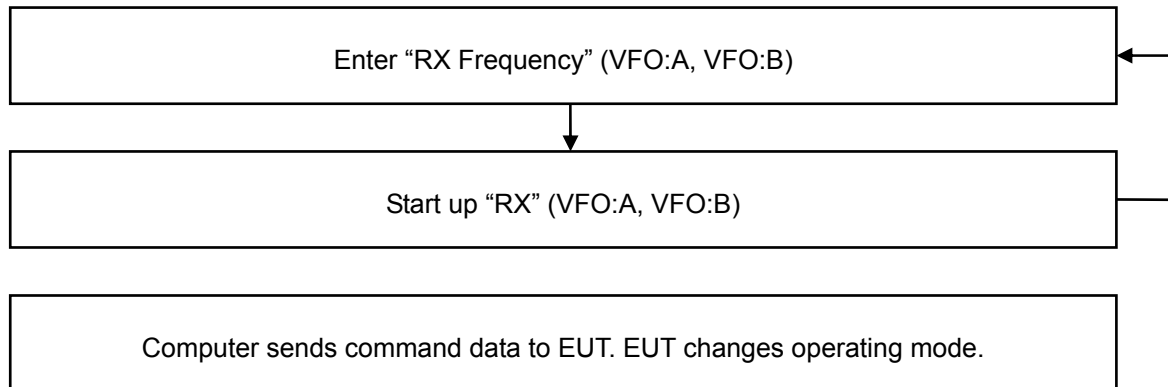 Enter “RX Frequency” (VFO:A, VFO:B)
Start up “RX” (VFO:A, VFO:B)
Computer sends command data to EUT. EUT changes operating mode.